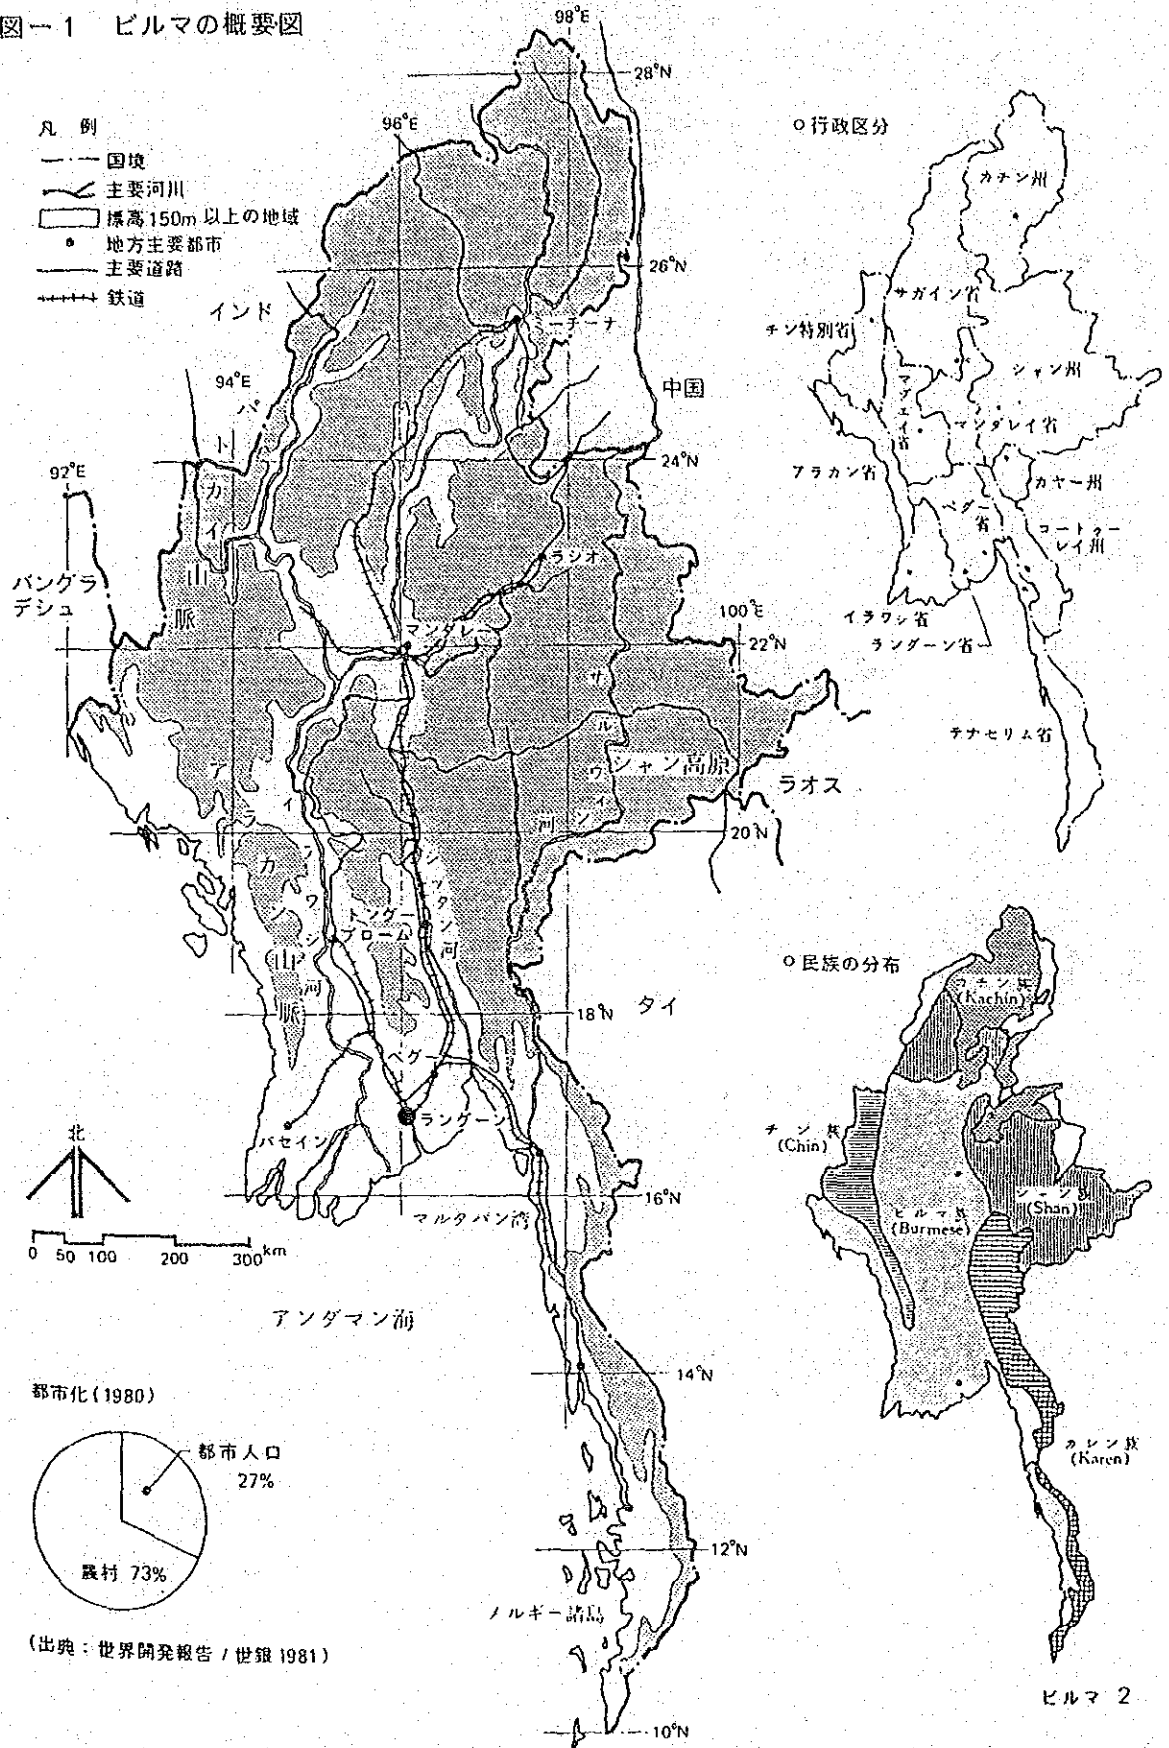 図－1 ビルマの概要図
凡 例
国境
主要河川
標高150m 以上の地域
地方主要都市
主要道路
鉄道
98°E
28°N
96°E
26°N
インド
ミーチーナ
94°E
中国
パトカイ山脈
24°N
92°E
バングラ
デシュ
ラシオ
マンダレー
100°E
22°N
サルウィン河
シャン高原
ラオス
20°N
アラカン山脈
イラワジ河
シッタン河
トングー
プローム
18°N
タイ
ペグー
ラングーン
バセイン
16°N
マルタバン湾
北
0 50 100 200 300km
アンダマン海
14°N
12°N
ノルギー諸島
10°N
都市化(1980)
都市人口
27%
農村 73%
(出典：世界開発報告/世銀1981)
○行政区分
カチン州
サガイン省
チン特別省
シャン州
マグエイ省
マンダレイ省
アラカン省
カヤー州
ペグー省
コートゥー
レイ州
イラワジ省
ラングーン省
テナセリム省
○民族の分布
カチン族
(Kachin)
チン族
(Chin)
シャン族
(Shan)
ビルマ族
(Burmese)
カレン族
(Karen)
ビルマ 2